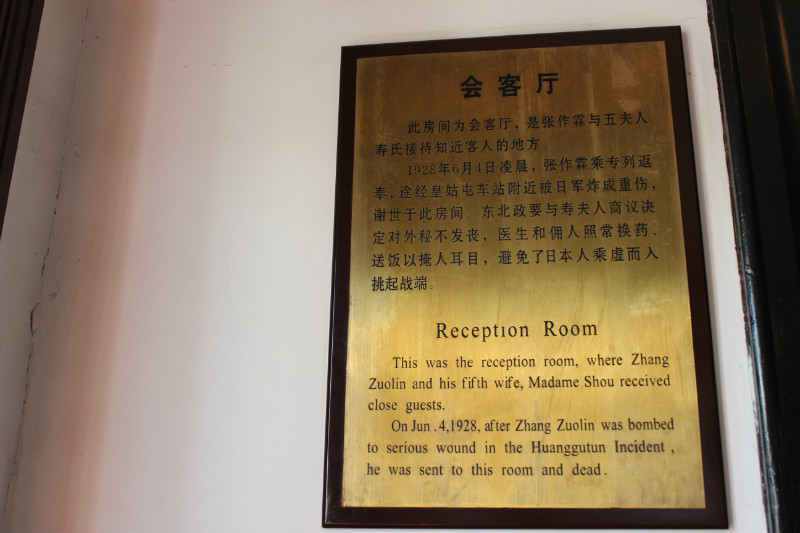 会客厅
此房间为会客厅，是张作霖与五夫人
寿氏接待知近客人的地方。
1928年6月4日凌晨，张作霖乘专列返
奉，途经皇姑屯车站附近被日军炸成重伤，
谢世于此房间。东北政要与寿夫人商议决
定对外秘不发丧，医生和佣人照常换药、
送饭以掩人耳目，避免了日本人乘虚而入
挑起战端。
Reception Room
This was the reception room, where Zhang
Zuolin and his fifth wife, Madame Shou received
close guests.
On Jun .4,1928, after Zhang Zuolin was bombed
to serious wound in the Huanggutun Incident ,
he was sent to this room and dead.